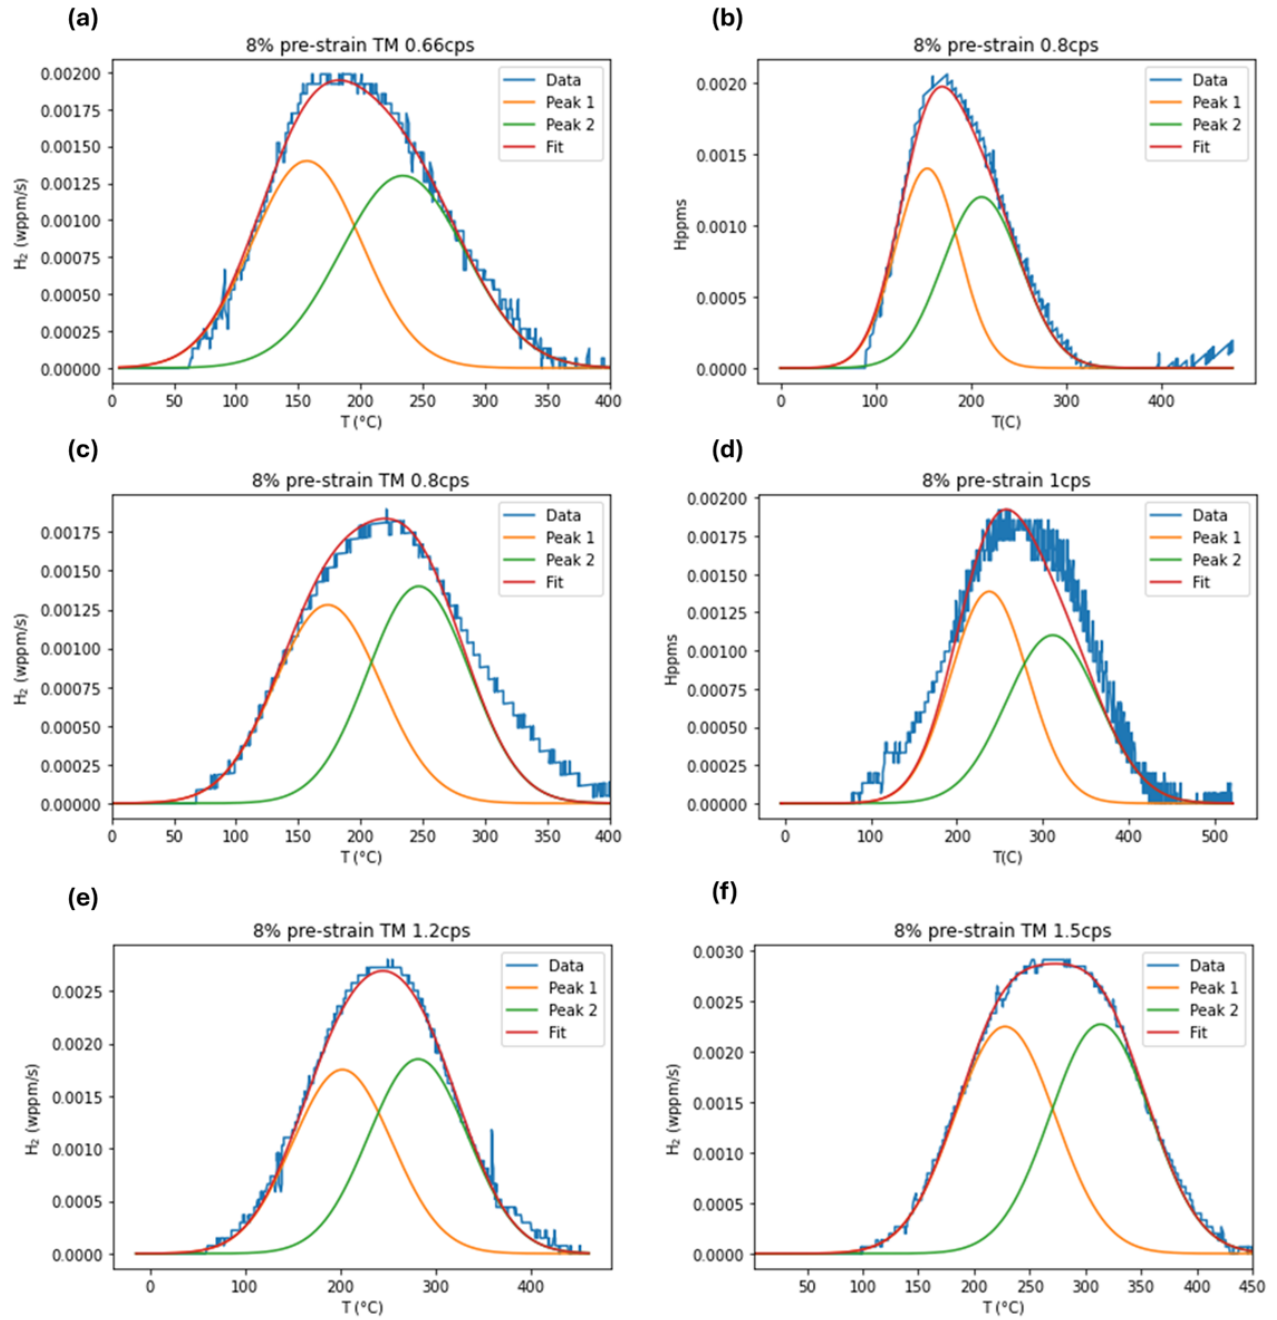 (a)
8% pre-strain TM 0.66cps
0.00200
0.00175
0.00150
0.00125
0.00100
0.00075
0.00050
0.00025
0.00000
H₂ (wppm/s)
0 50 100 150 200 250 300 350 400
T (°C)
Data
Peak 1
Peak 2
Fit
(b)
8% pre-strain 0.8cps
0.0020
0.0015
0.0010
0.0005
0.0000
Hppms
0 100 200 300 400
T(C)
Data
Peak 1
Peak 2
Fit
(c)
8% pre-strain TM 0.8cps
0.00175
0.00150
0.00125
0.00100
0.00075
0.00050
0.00025
0.00000
H₂ (wppm/s)
0 50 100 150 200 250 300 350 400
T (°C)
Data
Peak 1
Peak 2
Fit
(d)
8% pre-strain 1cps
0.00200
0.00175
0.00150
0.00125
0.00100
0.00075
0.00050
0.00025
0.00000
Hppms
0 100 200 300 400 500
T(C)
Data
Peak 1
Peak 2
Fit
(e)
8% pre-strain TM 1.2cps
0.0025
0.0020
0.0015
0.0010
0.0005
0.0000
H₂ (wppm/s)
0 100 200 300 400
T (°C)
Data
Peak 1
Peak 2
Fit
(f)
8% pre-strain TM 1.5cps
0.0030
0.0025
0.0020
0.0015
0.0010
0.0005
0.0000
H₂ (wppm/s)
50 100 150 200 250 300 350 400 450
T (°C)
Data
Peak 1
Peak 2
Fit